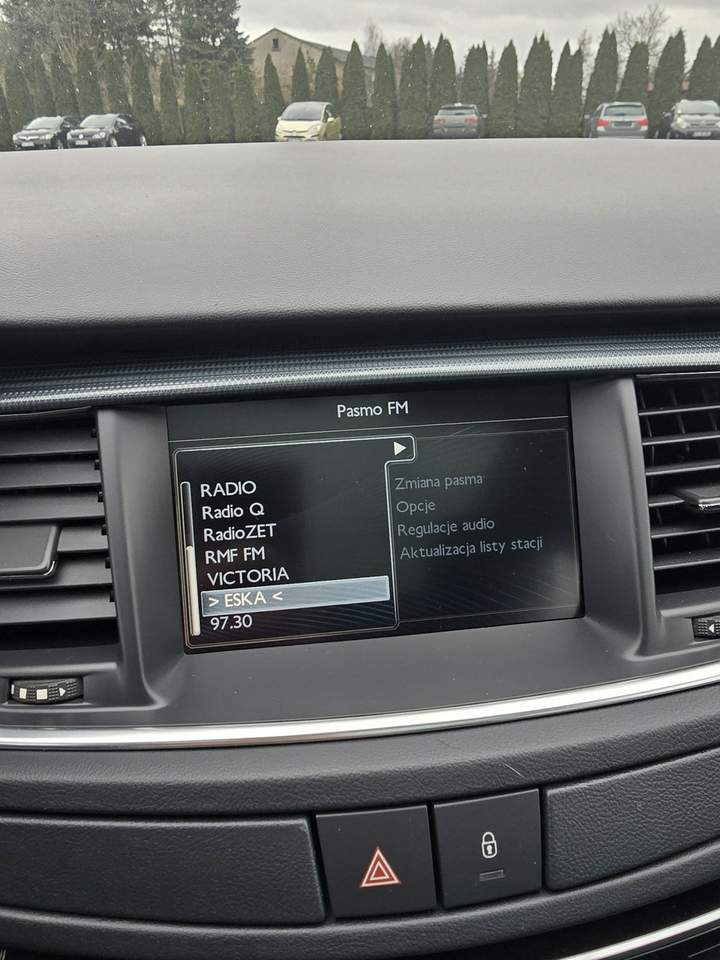 Pasmo FM
RADIO
Radio Q
RadioZET
RMF FM
VICTORIA
> ESKA <
97.30
Zmiana pasma
Opcje
Regulacje audio
Aktualizacja listy stacji